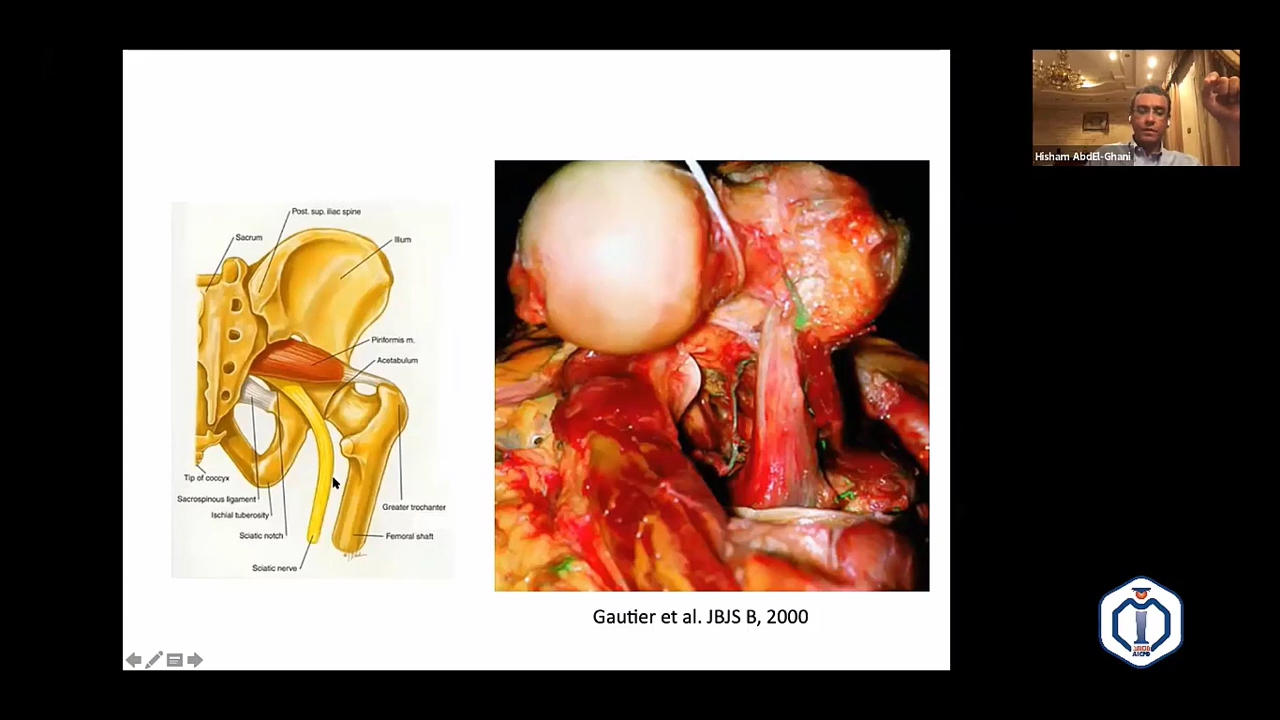 Post. sup. iliac spine
Sacrum
Ilium
Piriformis m.
Acetabulum
Tip of coccyx
Sacrospinous ligament
Ischial tuberosity
Greater trochanter
Sciatic notch
Femoral shaft
Sciatic nerve
Gautier et al. JBJS B, 2000
Hisham AbdEl-Ghani